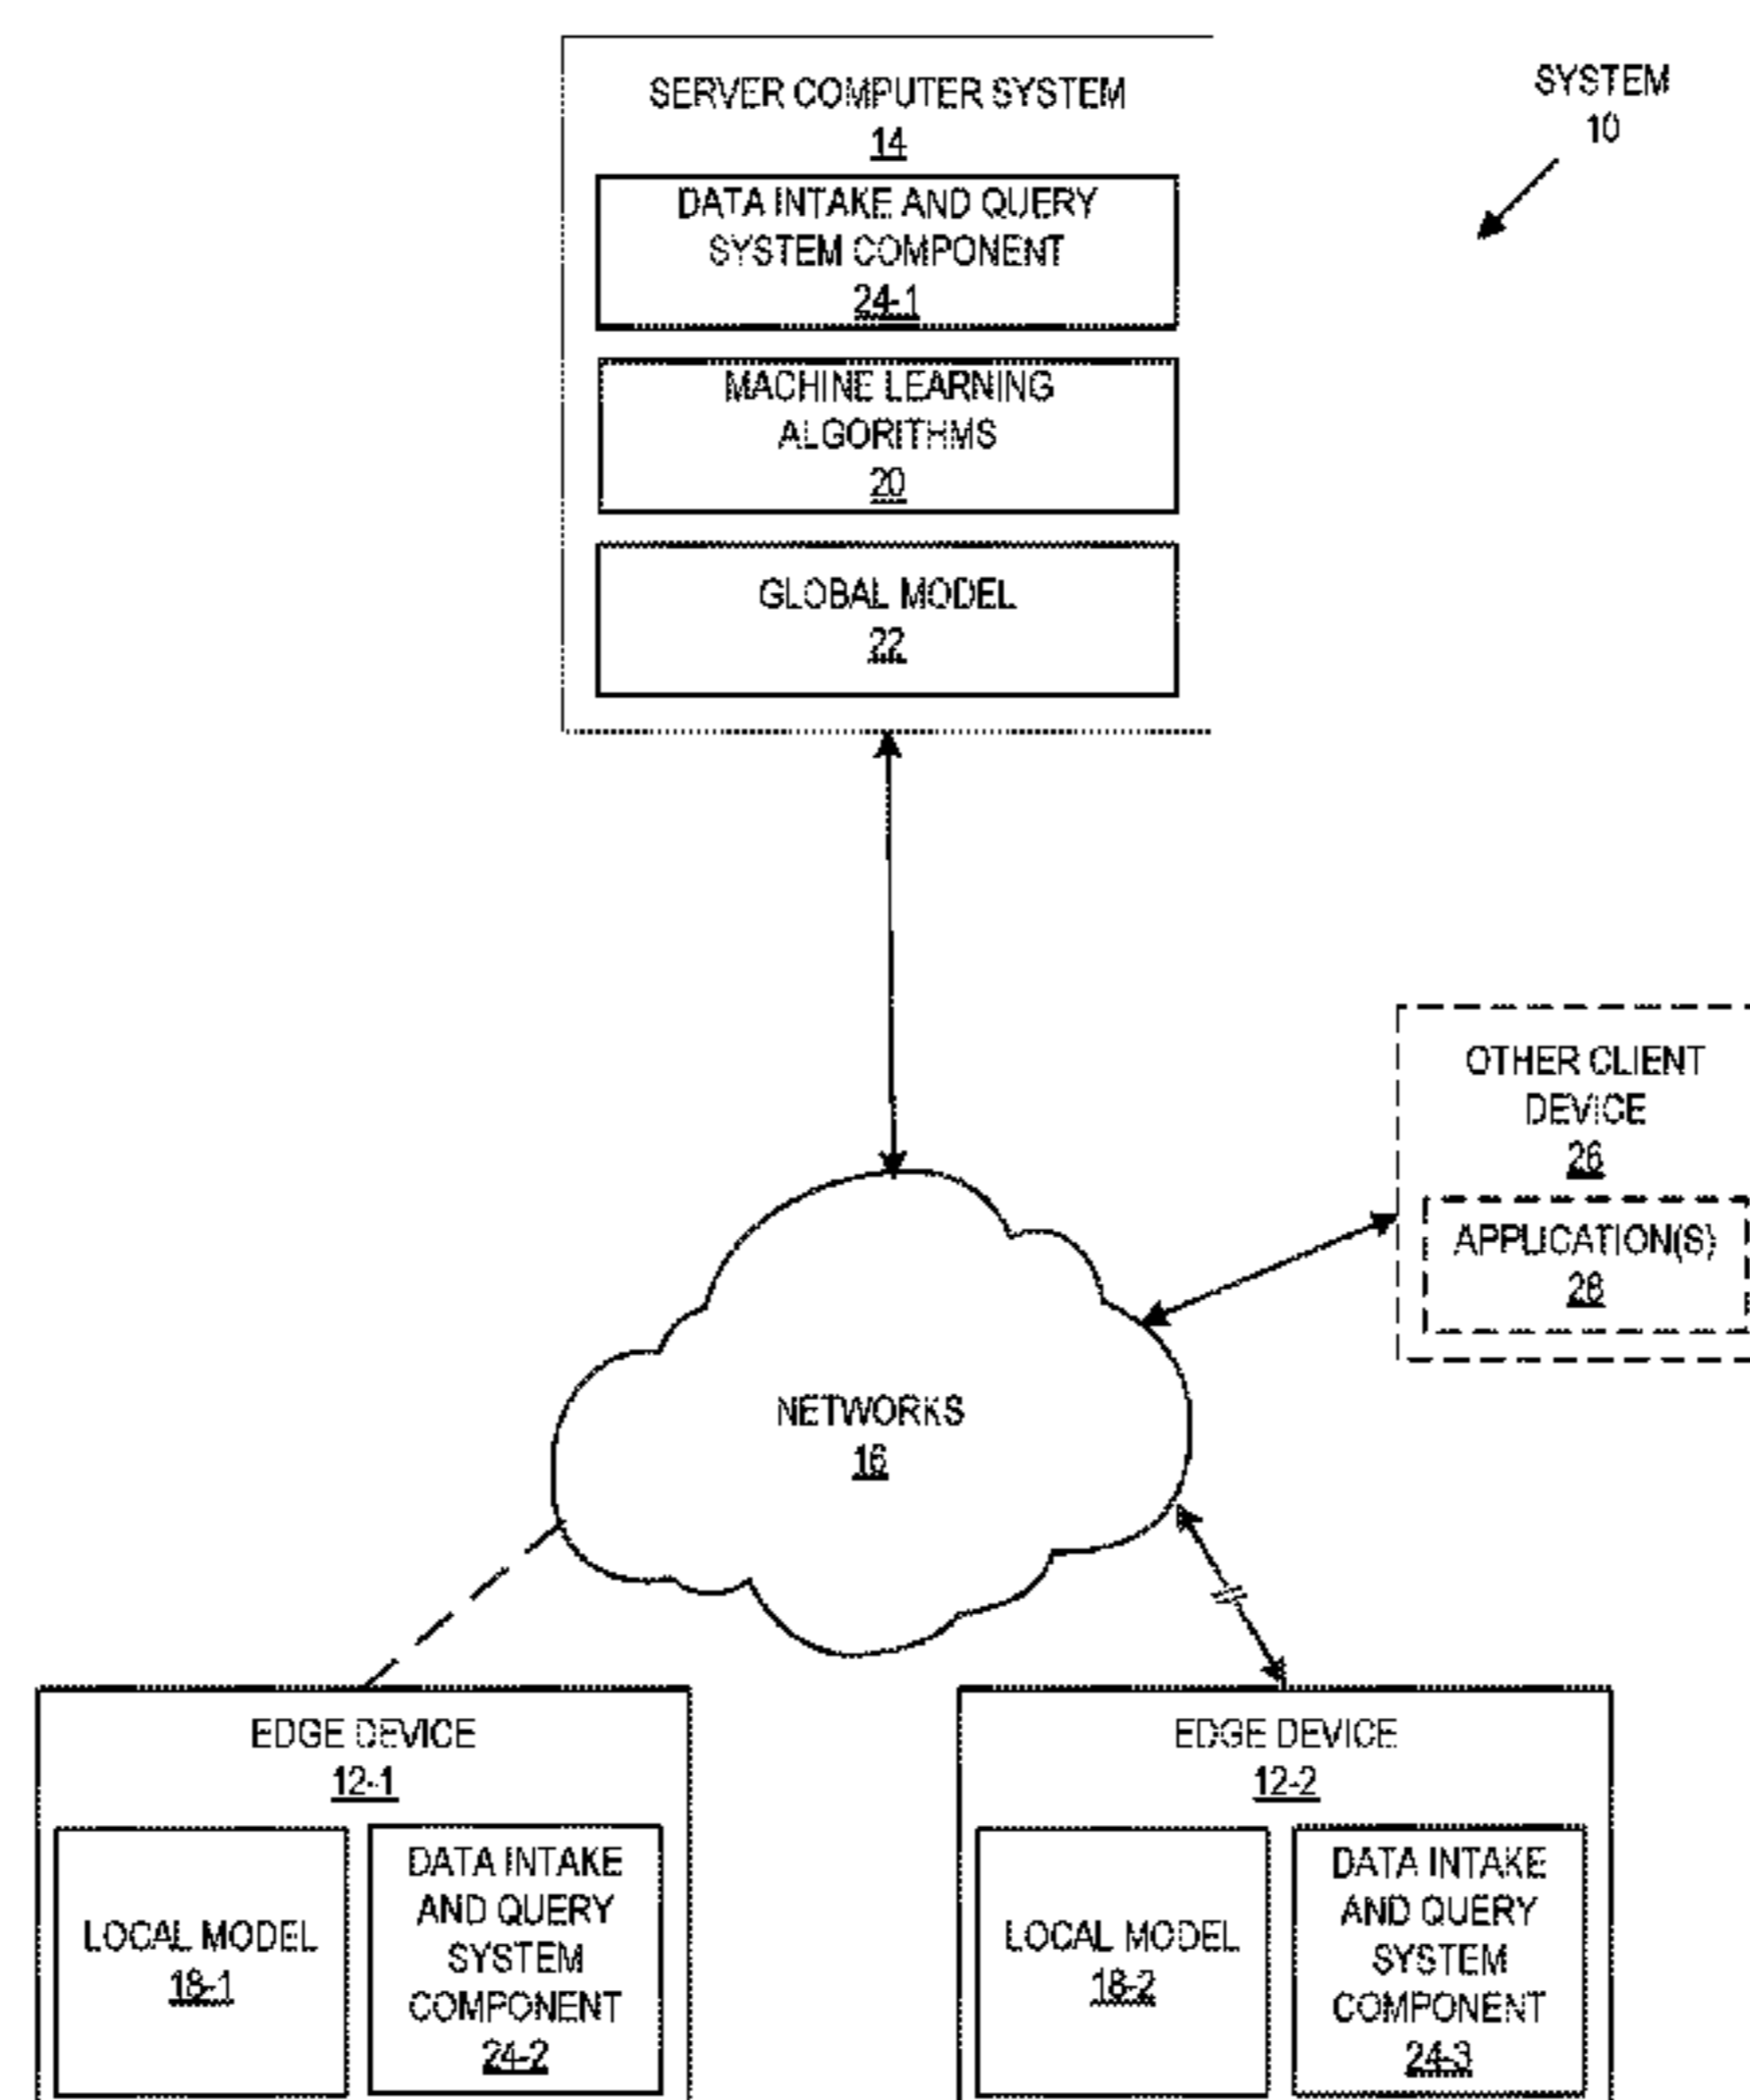 SERVER COMPUTER SYSTEM
14
SYSTEM
10
DATA INTAKE AND QUERY
SYSTEM COMPONENT
24-1
MACHINE LEARNING
ALGORITHMS
20
GLOBAL MODEL
22
OTHER CLIENT
DEVICE
26
APPLICATION(S)
28
NETWORKS
16
EDGE DEVICE
12-1
LOCAL MODEL
18-1
DATA INTAKE
AND QUERY
SYSTEM
COMPONENT
24-2
EDGE DEVICE
12-2
LOCAL MODEL
18-2
DATA INTAKE
AND QUERY
SYSTEM
COMPONENT
24-3